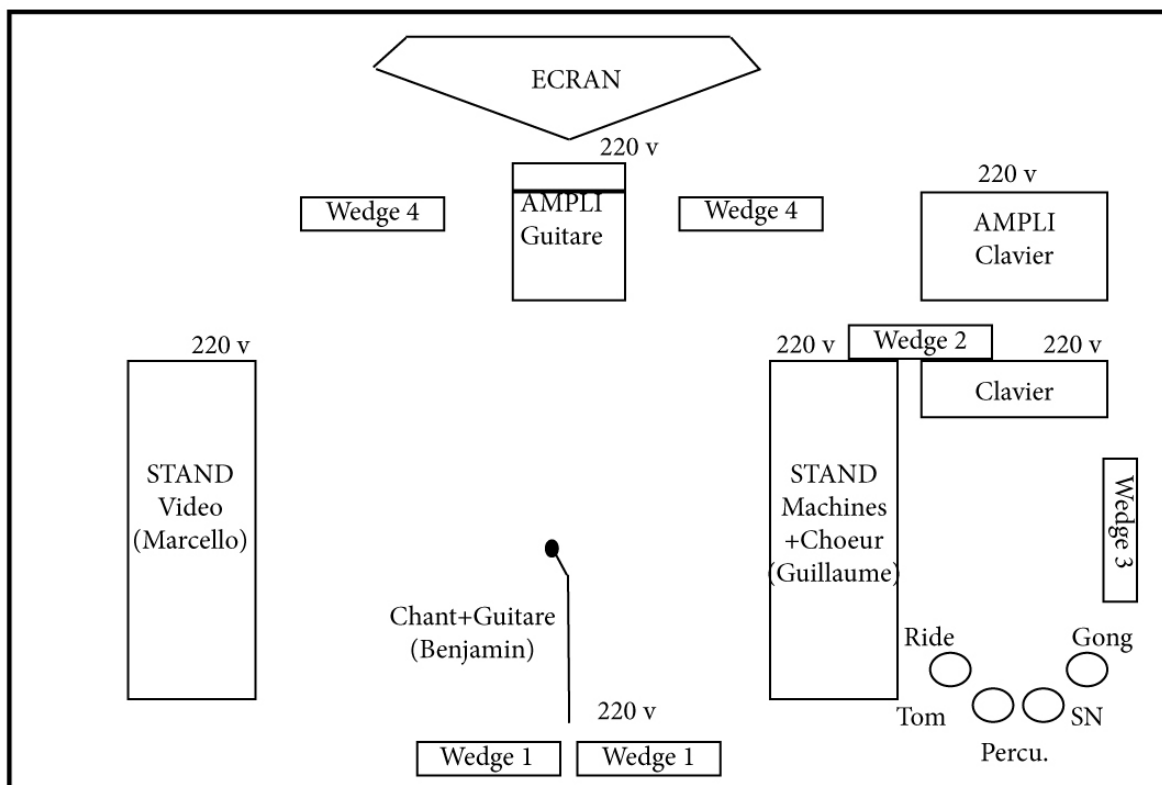 ECRAN
220 v
220 v
Wedge 4
AMPLI
Guitare
Wedge 4
AMPLI
Clavier
220 v
220 v
Wedge 2
220 v
Clavier
STAND
Video
(Marcello)
STAND
Machines
+Choeur
(Guillaume)
Wedge 3
Chant+Guitare
(Benjamin)
Ride
Gong
Tom
SN
Percu.
220 v
Wedge 1
Wedge 1